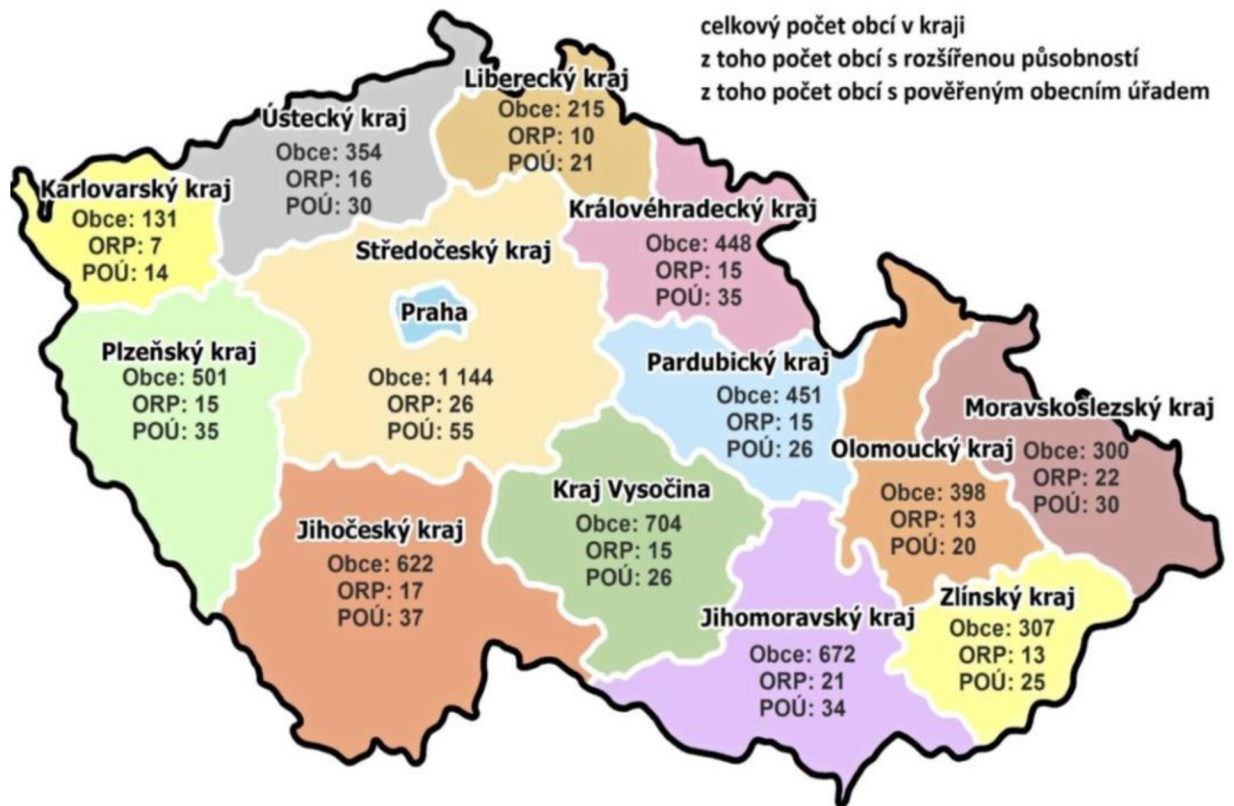 celkový počet obcí v kraji
z toho počet obcí s rozšířenou působností
z toho počet obcí s pověřeným obecním úřadem
Liberecký kraj
Obce: 215
ORP: 10
POÚ: 21
Ústecký kraj
Obce: 354
ORP: 16
POÚ: 30
Karlovarský kraj
Obce: 131
ORP: 7
POÚ: 14
Královéhradecký kraj
Obce: 448
ORP: 15
POÚ: 35
Středočeský kraj
Praha
Obce: 1 144
ORP: 26
POÚ: 55
Plzeňský kraj
Obce: 501
ORP: 15
POÚ: 35
Pardubický kraj
Obce: 451
ORP: 15
POÚ: 26
Moravskoślezský kraj
Obce: 300
ORP: 22
POÚ: 30
Olomoucký kraj
Obce: 398
ORP: 13
POÚ: 20
Kraj Vysočina
Obce: 704
ORP: 15
POÚ: 26
Jihočeský kraj
Obce: 622
ORP: 17
POÚ: 37
Zlínský kraj
Obce: 307
ORP: 13
POÚ: 25
Jihomoravský kraj
Obce: 672
ORP: 21
POÚ: 34